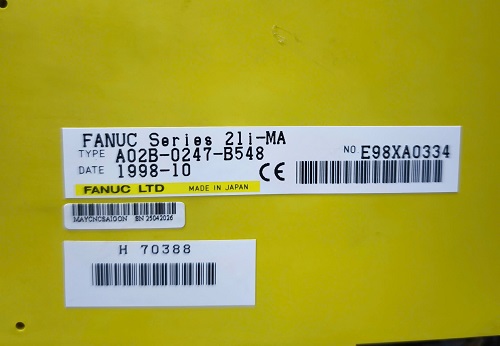 FANUC Series 21i-MA
TYPE A02B-0247-B548
DATE 1998-10
CE
NO E98XA0334
FANUC LTD MADE IN JAPAN
MAYCNCSAIGON SN 25042026
H 70388